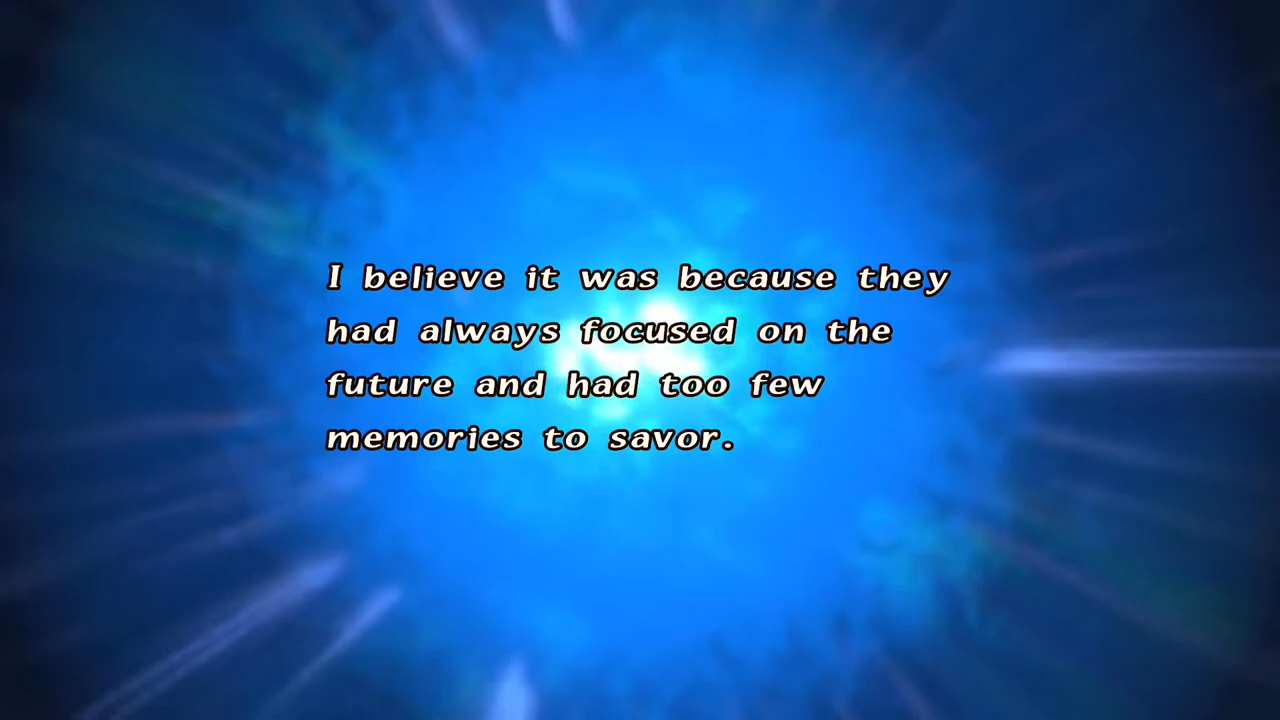 I believe it was because they
had always focused on the
future and had too few
memories to savor.